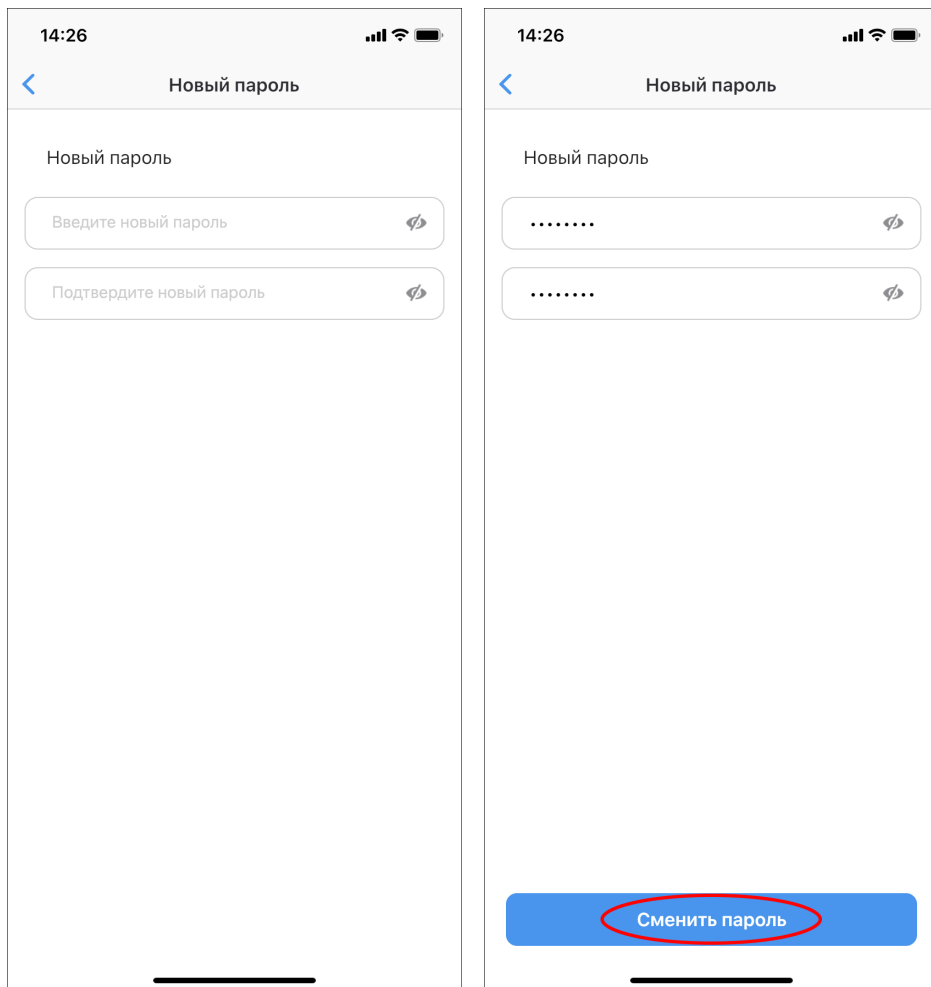 14:26
Новый пароль
Новый пароль
Введите новый пароль
Подтвердите новый пароль
14:26
Новый пароль
Новый пароль
••••••••
••••••••
Сменить пароль